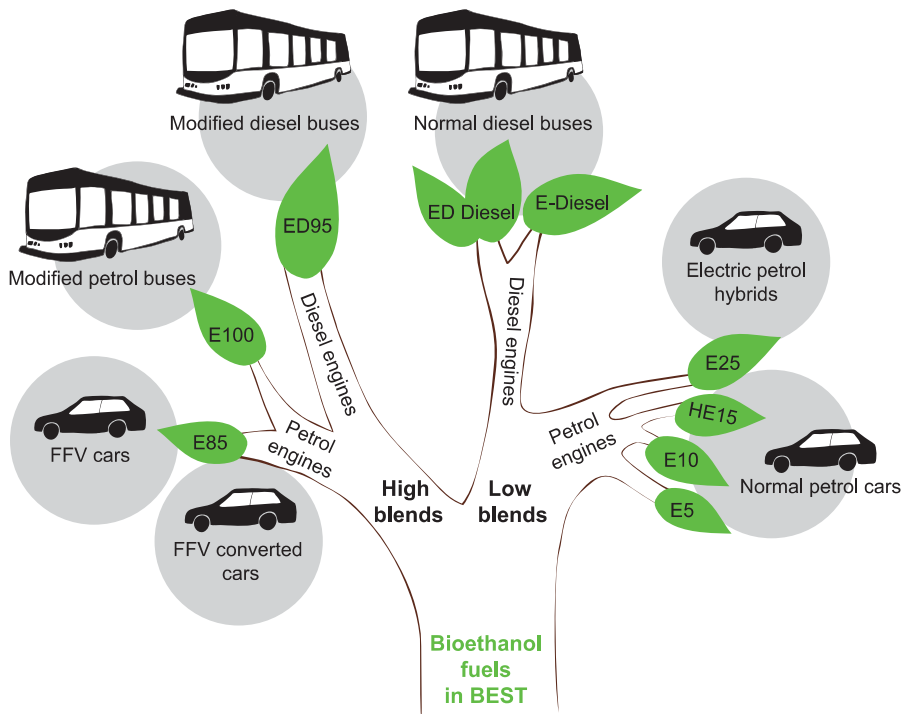 Modified diesel buses
Normal diesel buses
Modified petrol buses
ED95
ED Diesel
E-Diesel
Electric petrol
hybrids
E100
Diesel engines
Diesel engines
E25
FFV cars
E85
Petrol
engines
Petrol
engines
HE15
E10
E5
Normal petrol cars
High
blends
Low
blends
FFV converted
cars
Bioethanol
fuels
in BEST